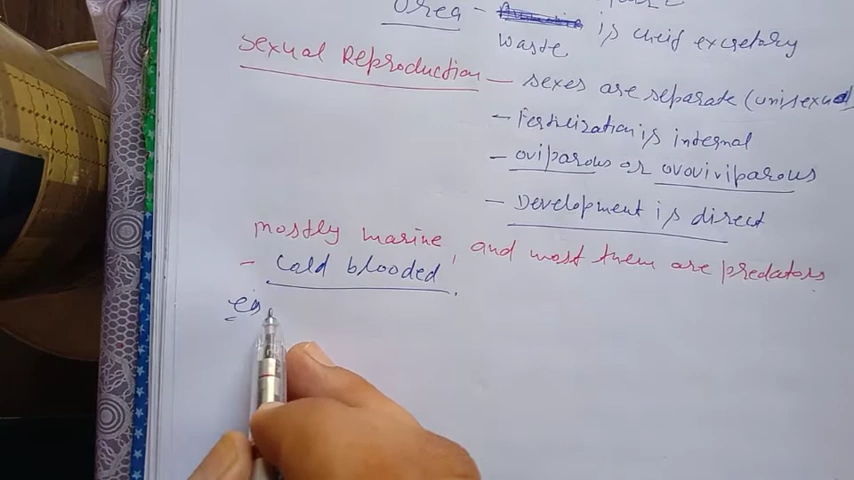 Urea - is chief excretory
waste
Sexual Reproduction - sexes are separate (unisexual)
- Fertilization is internal
- oviparous or ovoviviparous
- Development is direct
mostly marine, and most them are predators
- Cold blooded.
eg